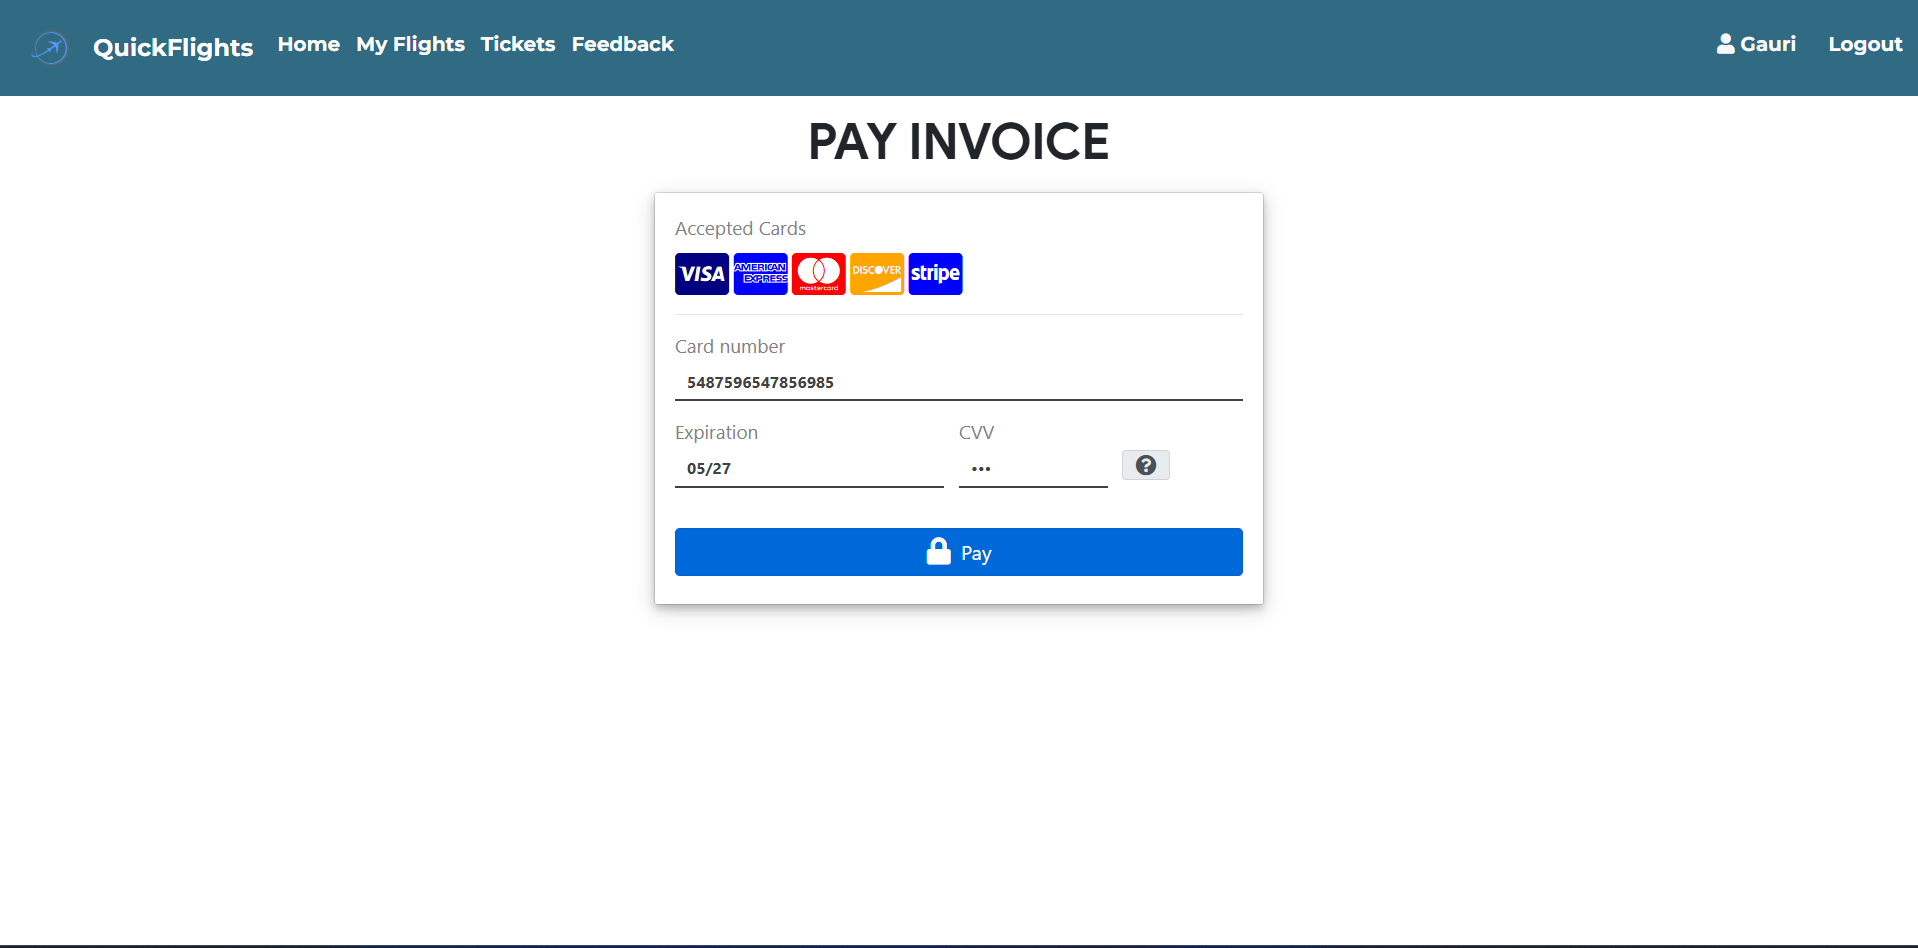 QuickFlights Home My Flights Tickets Feedback Gauri Logout
PAY INVOICE
Accepted Cards
VISA AMERICAN EXPRESS mastercard DISCOVER stripe
Card number
5487596547856985
Expiration CVV
05/27 •••
Pay